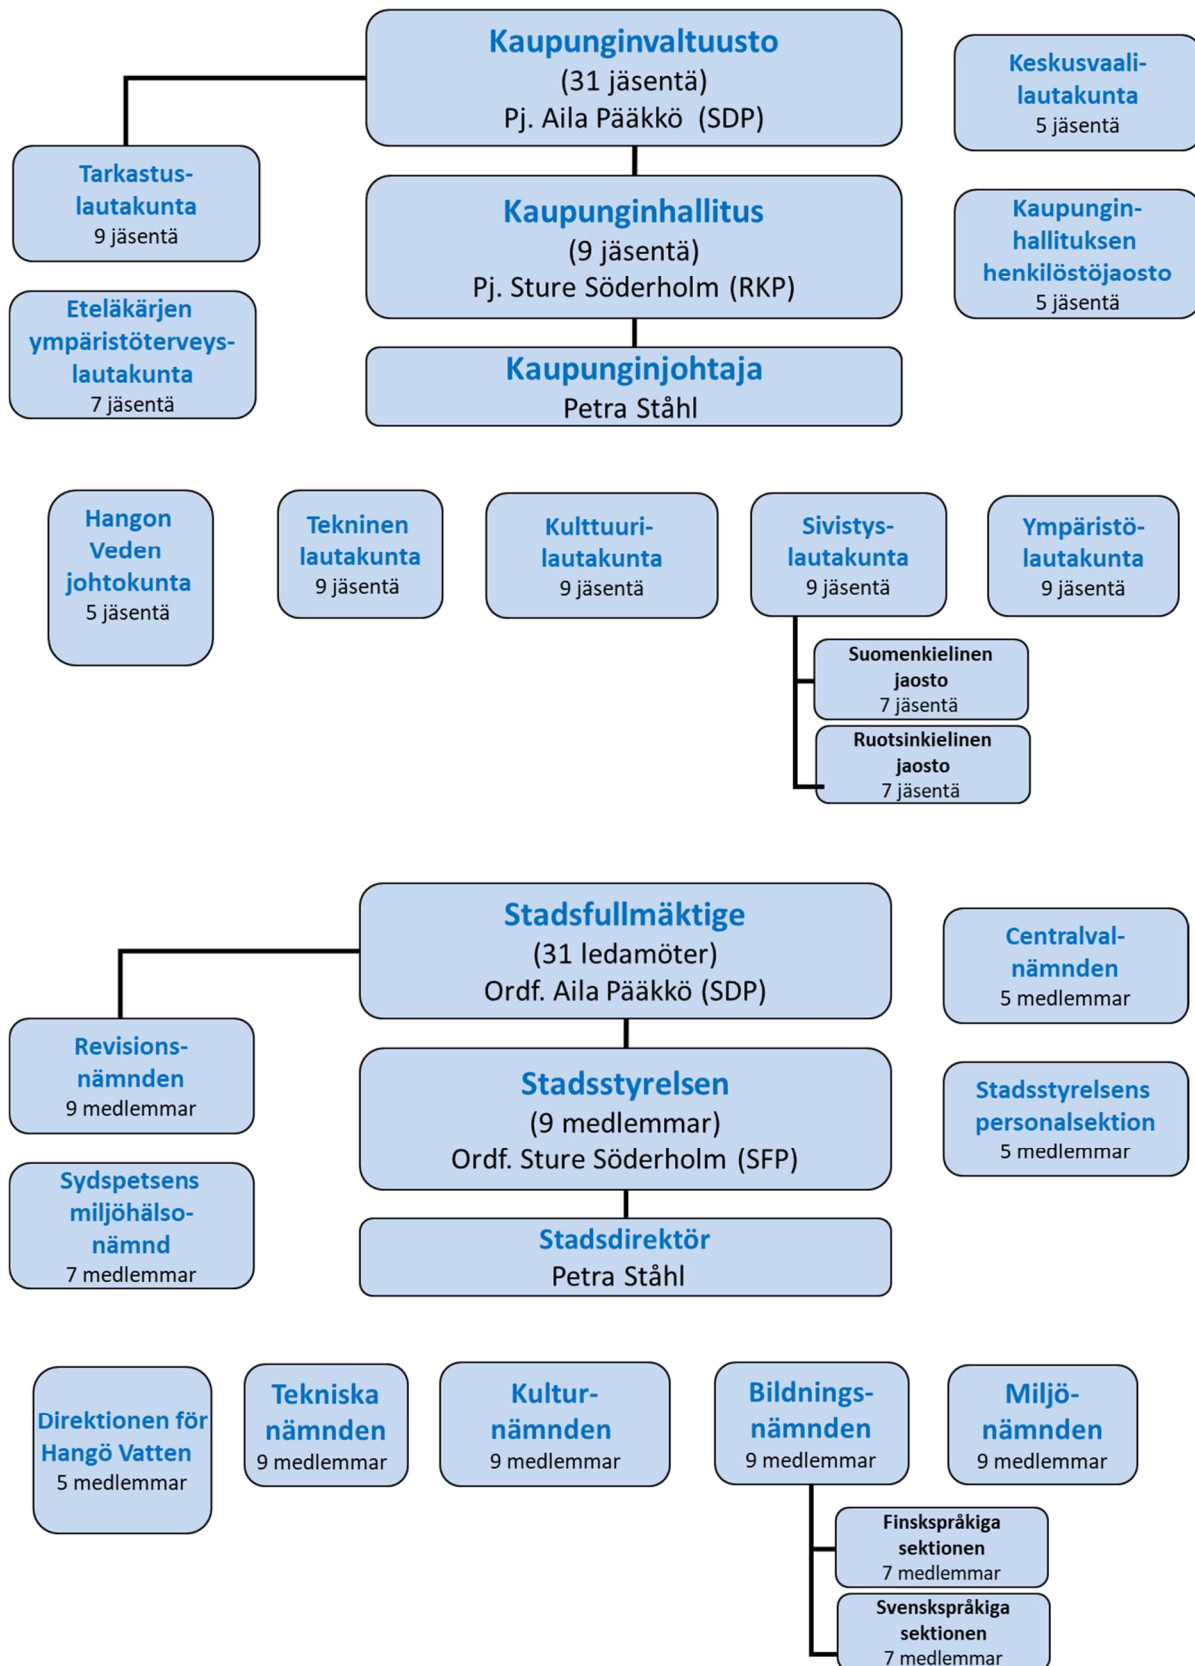 Kaupunginvaltuusto
(31 jäsentä)
Pj. Aila Pääkkö (SDP)
Keskusvaali-
lautakunta
5 jäsentä
Tarkastus-
lautakunta
9 jäsentä
Kaupunginhallitus
(9 jäsentä)
Pj. Sture Söderholm (RKP)
Kaupungin-
hallituksen
henkilöstöjaosto
5 jäsentä
Eteläkärjen
ympäristöterveys-
lautakunta
7 jäsentä
Kaupunginjohtaja
Petra Ståhl
Hangon
Veden
johtokunta
5 jäsentä
Tekninen
lautakunta
9 jäsentä
Kulttuuri-
lautakunta
9 jäsentä
Sivistys-
lautakunta
9 jäsentä
Ympäristö-
lautakunta
9 jäsentä
Suomenkielinen
jaosto
7 jäsentä
Ruotsinkielinen
jaosto
7 jäsentä
Stadsfullmäktige
(31 ledamöter)
Ordf. Aila Pääkkö (SDP)
Centralval-
nämnden
5 medlemmar
Revisions-
nämnden
9 medlemmar
Stadsstyrelsen
(9 medlemmar)
Ordf. Sture Söderholm (SFP)
Stadsstyrelsens
personalsektion
5 medlemmar
Sydspetsens
miljöhälso-
nämnd
7 medlemmar
Stadsdirektör
Petra Ståhl
Direktionen för
Hangö Vatten
5 medlemmar
Tekniska
nämnden
9 medlemmar
Kultur-
nämnden
9 medlemmar
Bildnings-
nämnden
9 medlemmar
Miljö-
nämnden
9 medlemmar
Finskspråkiga
sektionen
7 medlemmar
Svenskspråkiga
sektionen
7 medlemmar